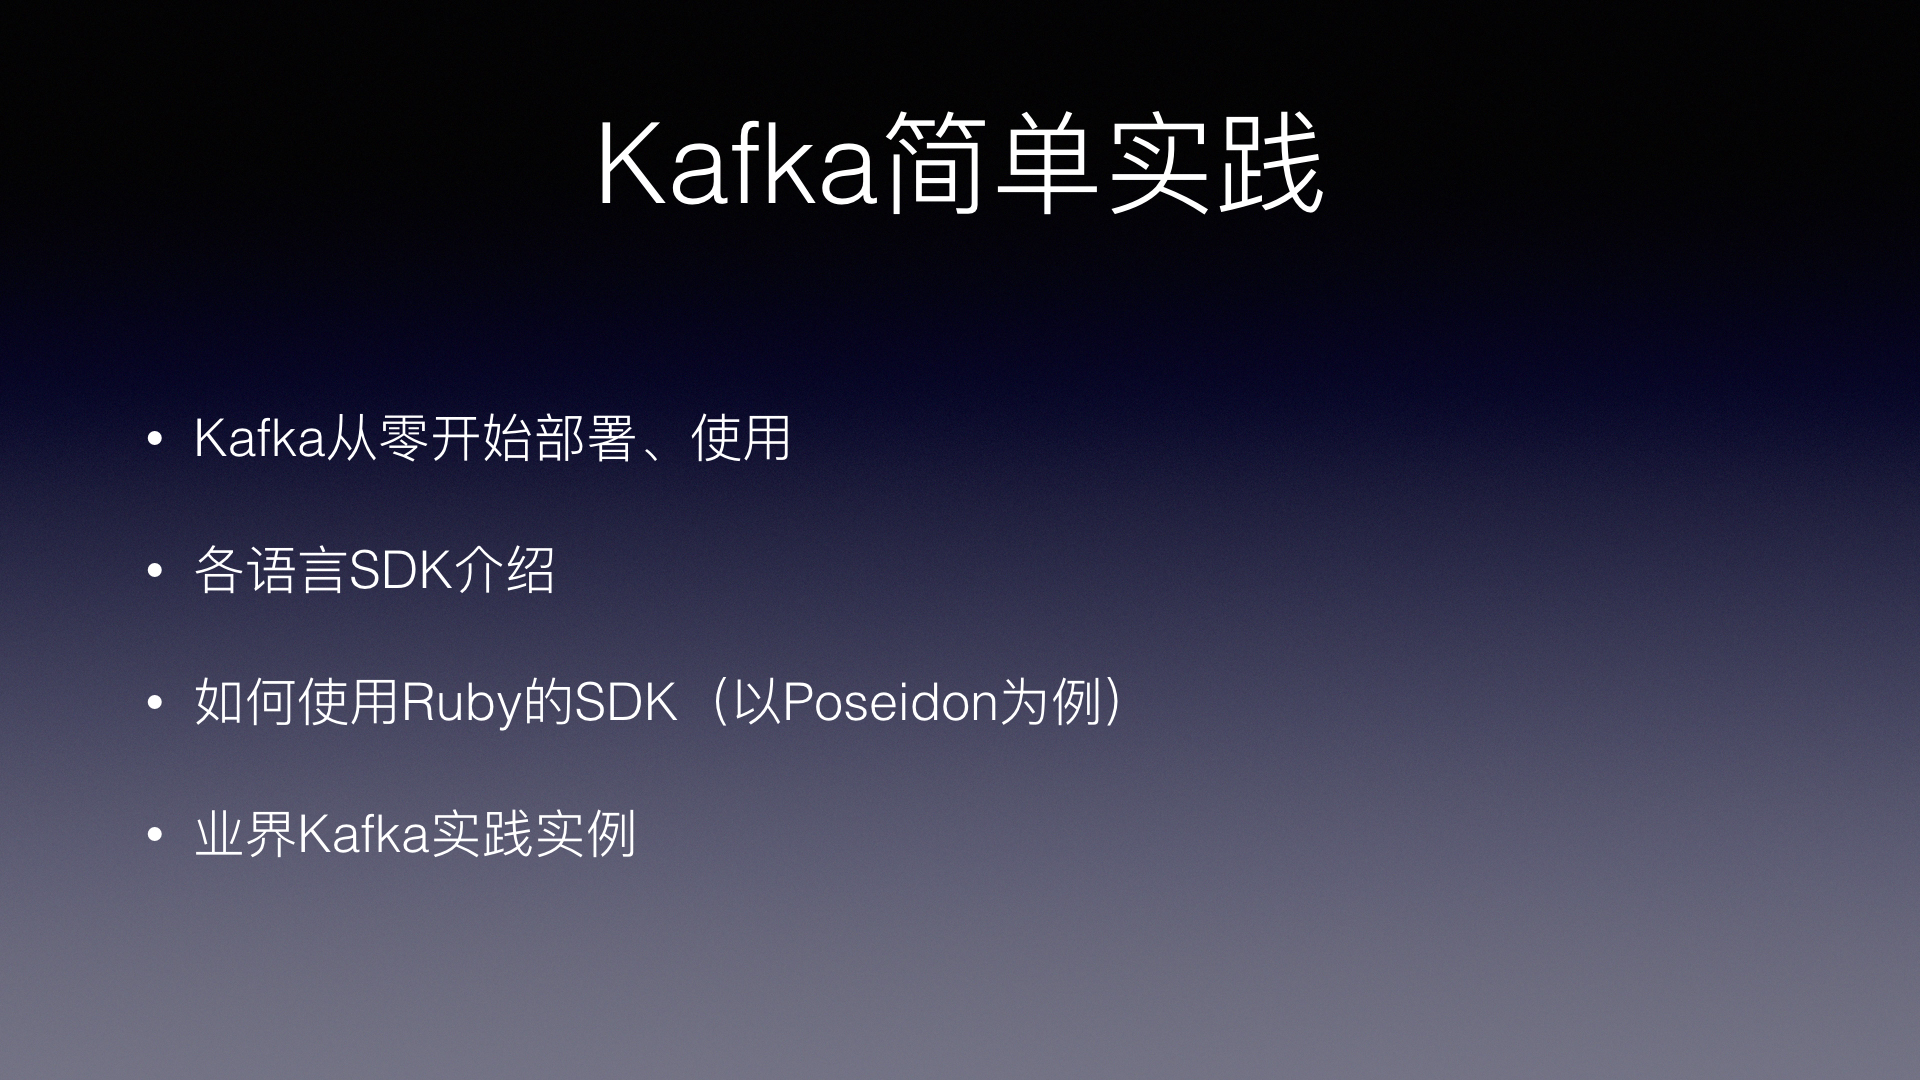 Kafka简单实践
• Kafka从零开始部署、使用
• 各语言SDK介绍
• 如何使用Ruby的SDK（以Poseidon为例）
• 业界Kafka实践实例